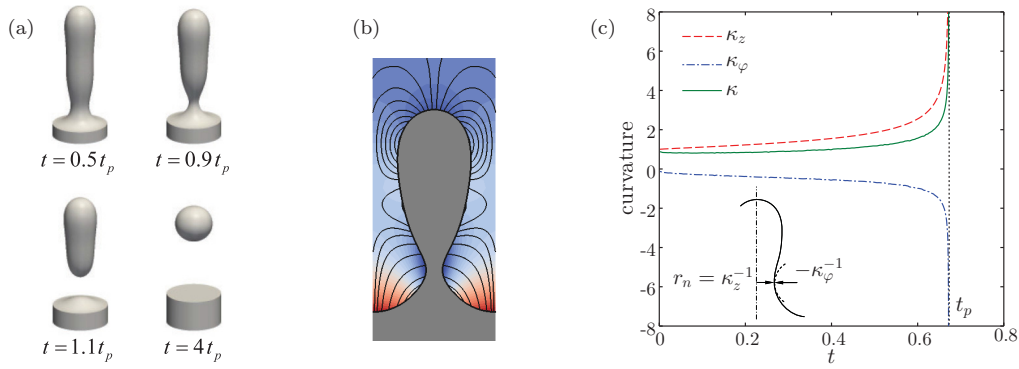 (a)
t = 0.5 t_p
t = 0.9 t_p
t = 1.1 t_p
t = 4 t_p
(b)
(c)
8
6
4
2
0
-2
-4
-6
-8
curvature
κ_z
κ_φ
κ
r_n = κ_z^{-1}
-κ_φ^{-1}
t_p
0
0.2
0.4
0.6
0.8
t